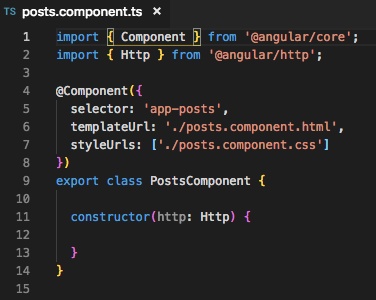 TS posts.component.ts ×
1 import { Component } from '@angular/core';
2 import { Http } from '@angular/http';
3
4 @Component({
5   selector: 'app-posts',
6   templateUrl: './posts.component.html',
7   styleUrls: ['./posts.component.css']
8 })
9 export class PostsComponent {
10
11   constructor(http: Http) {
12
13   }
14 }
15